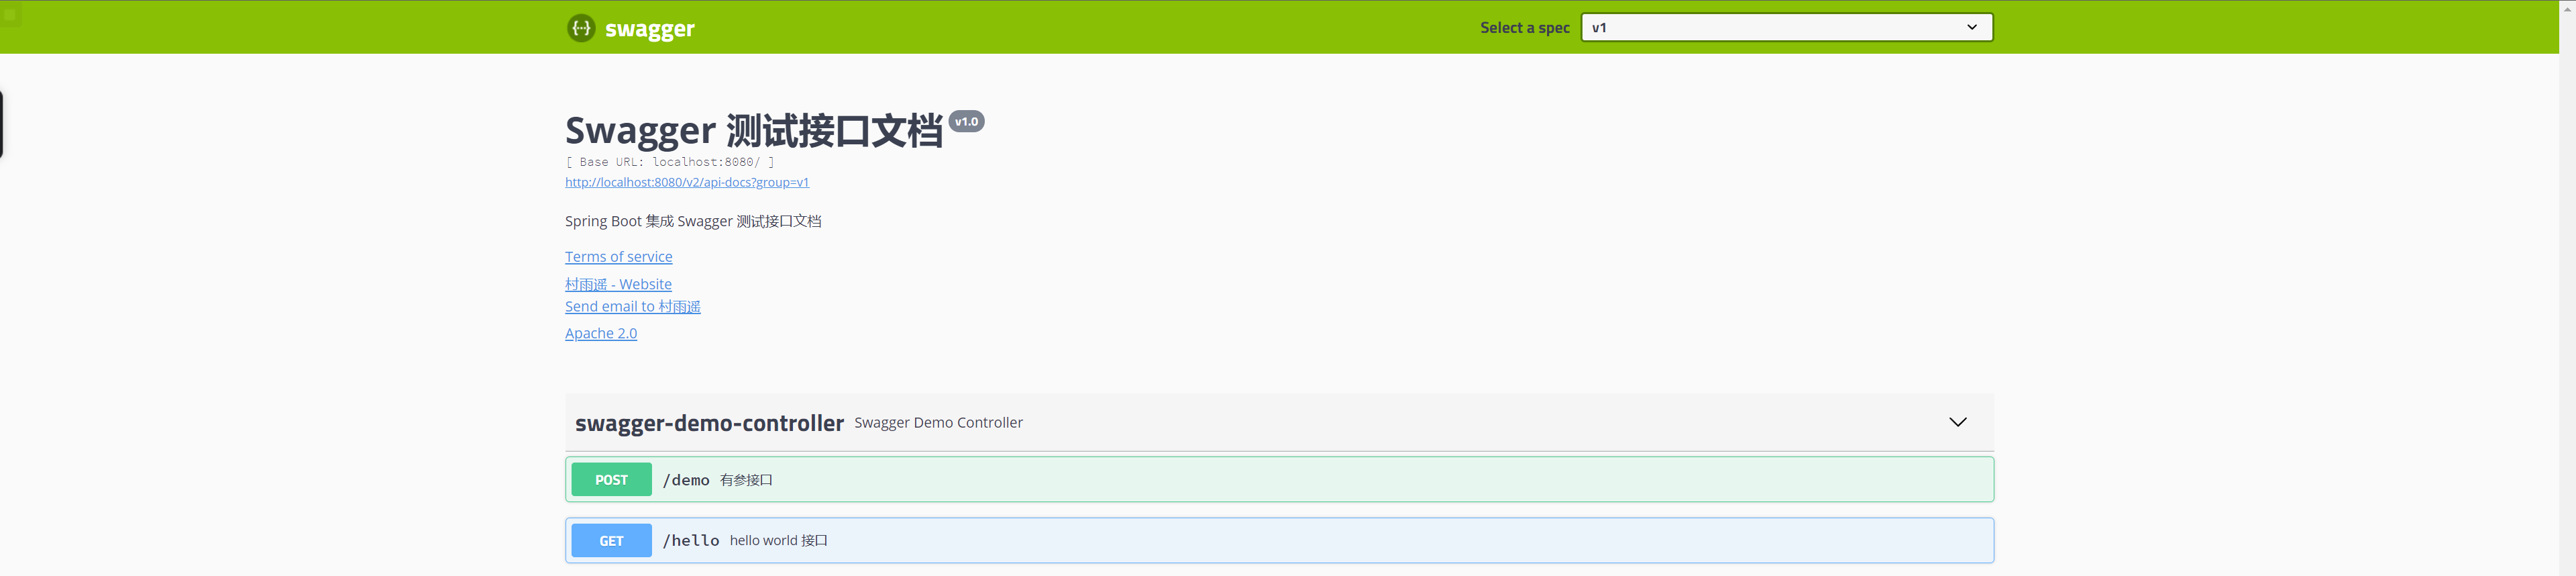 swagger
Select a spec v1
Swagger 测试接口文档 v1.0
[ Base URL: localhost:8080/ ]
http://localhost:8080/v2/api-docs?group=v1
Spring Boot 集成 Swagger 测试接口文档
Terms of service
村雨遥 - Website
Send email to 村雨遥
Apache 2.0
swagger-demo-controller Swagger Demo Controller
POST /demo 有参接口
GET /hello hello world 接口